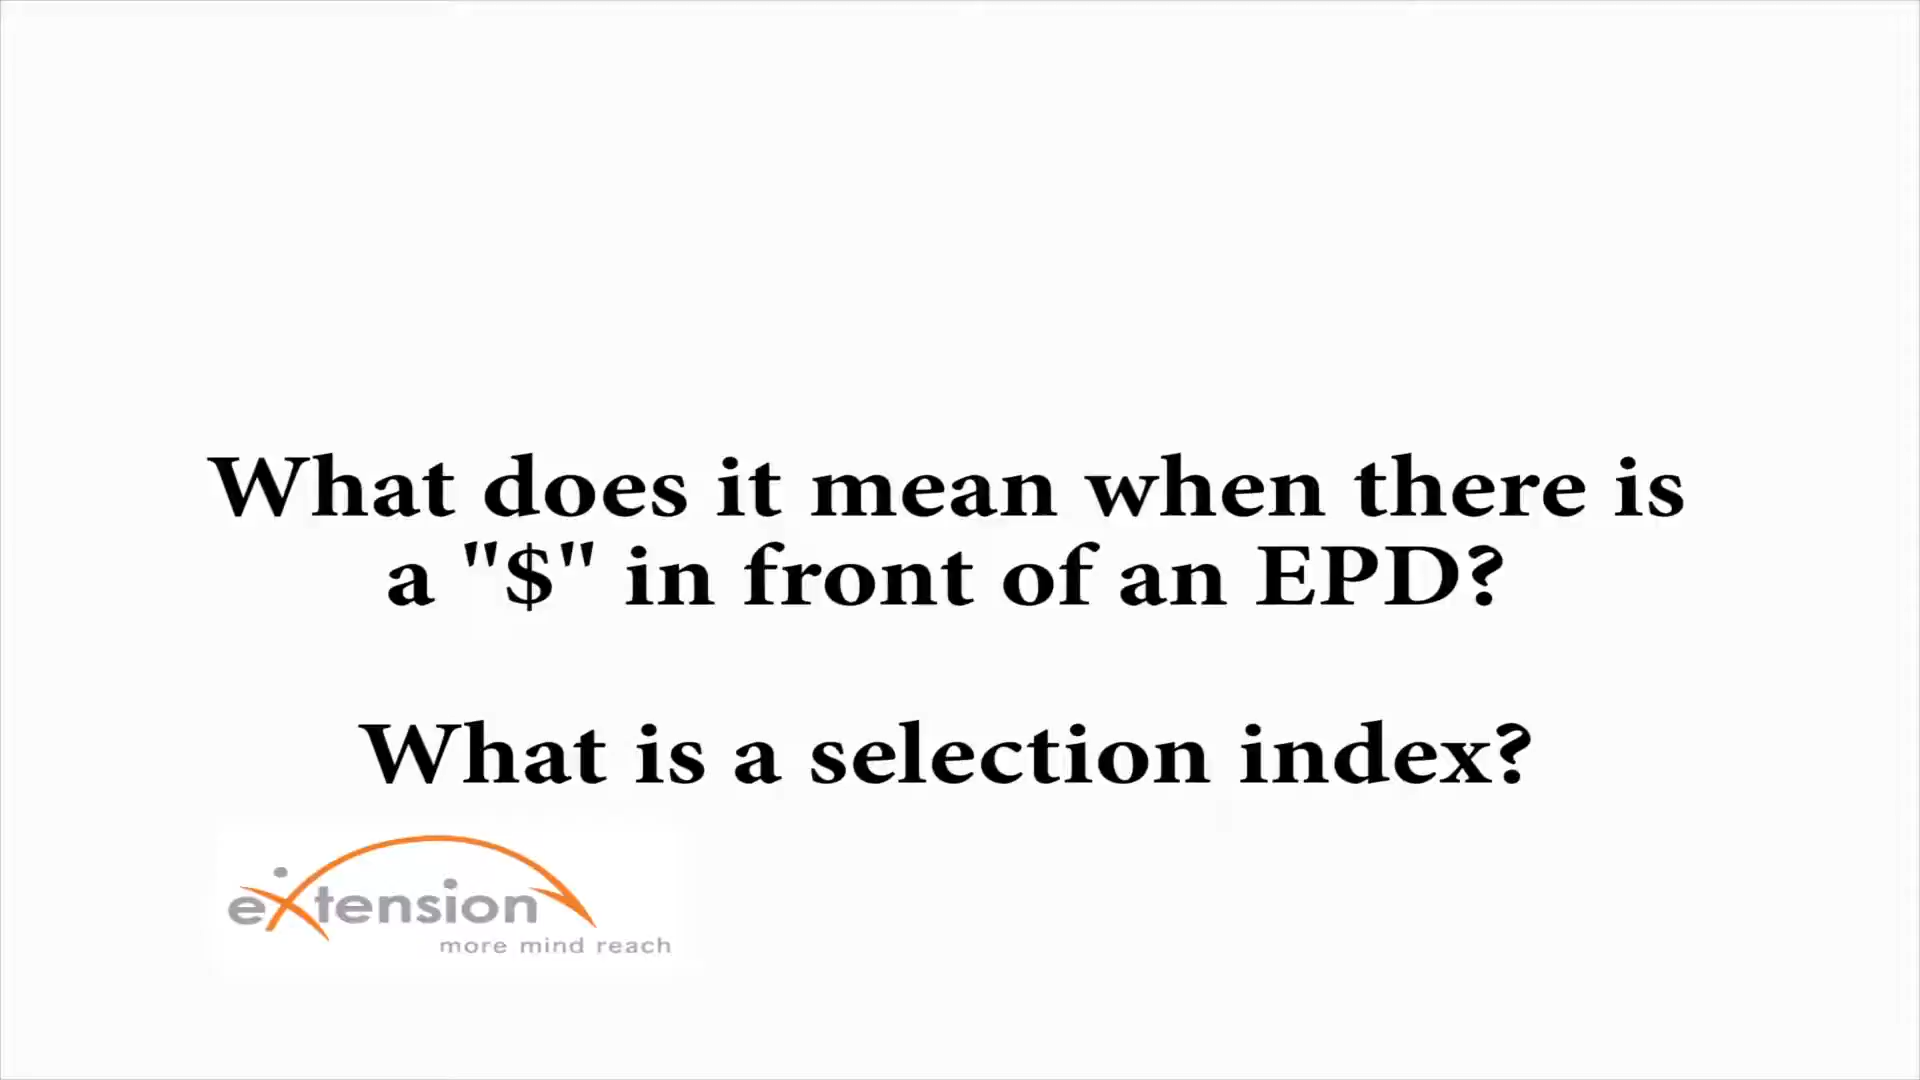 What does it mean when there is
a "$" in front of an EPD?
What is a selection index?
extension
more mind reach